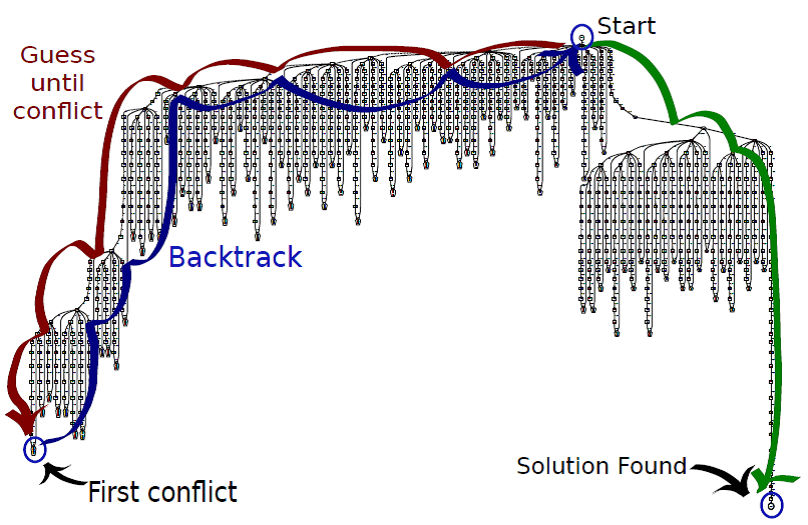 Start
Guess
until
conflict
Backtrack
Solution Found
First conflict